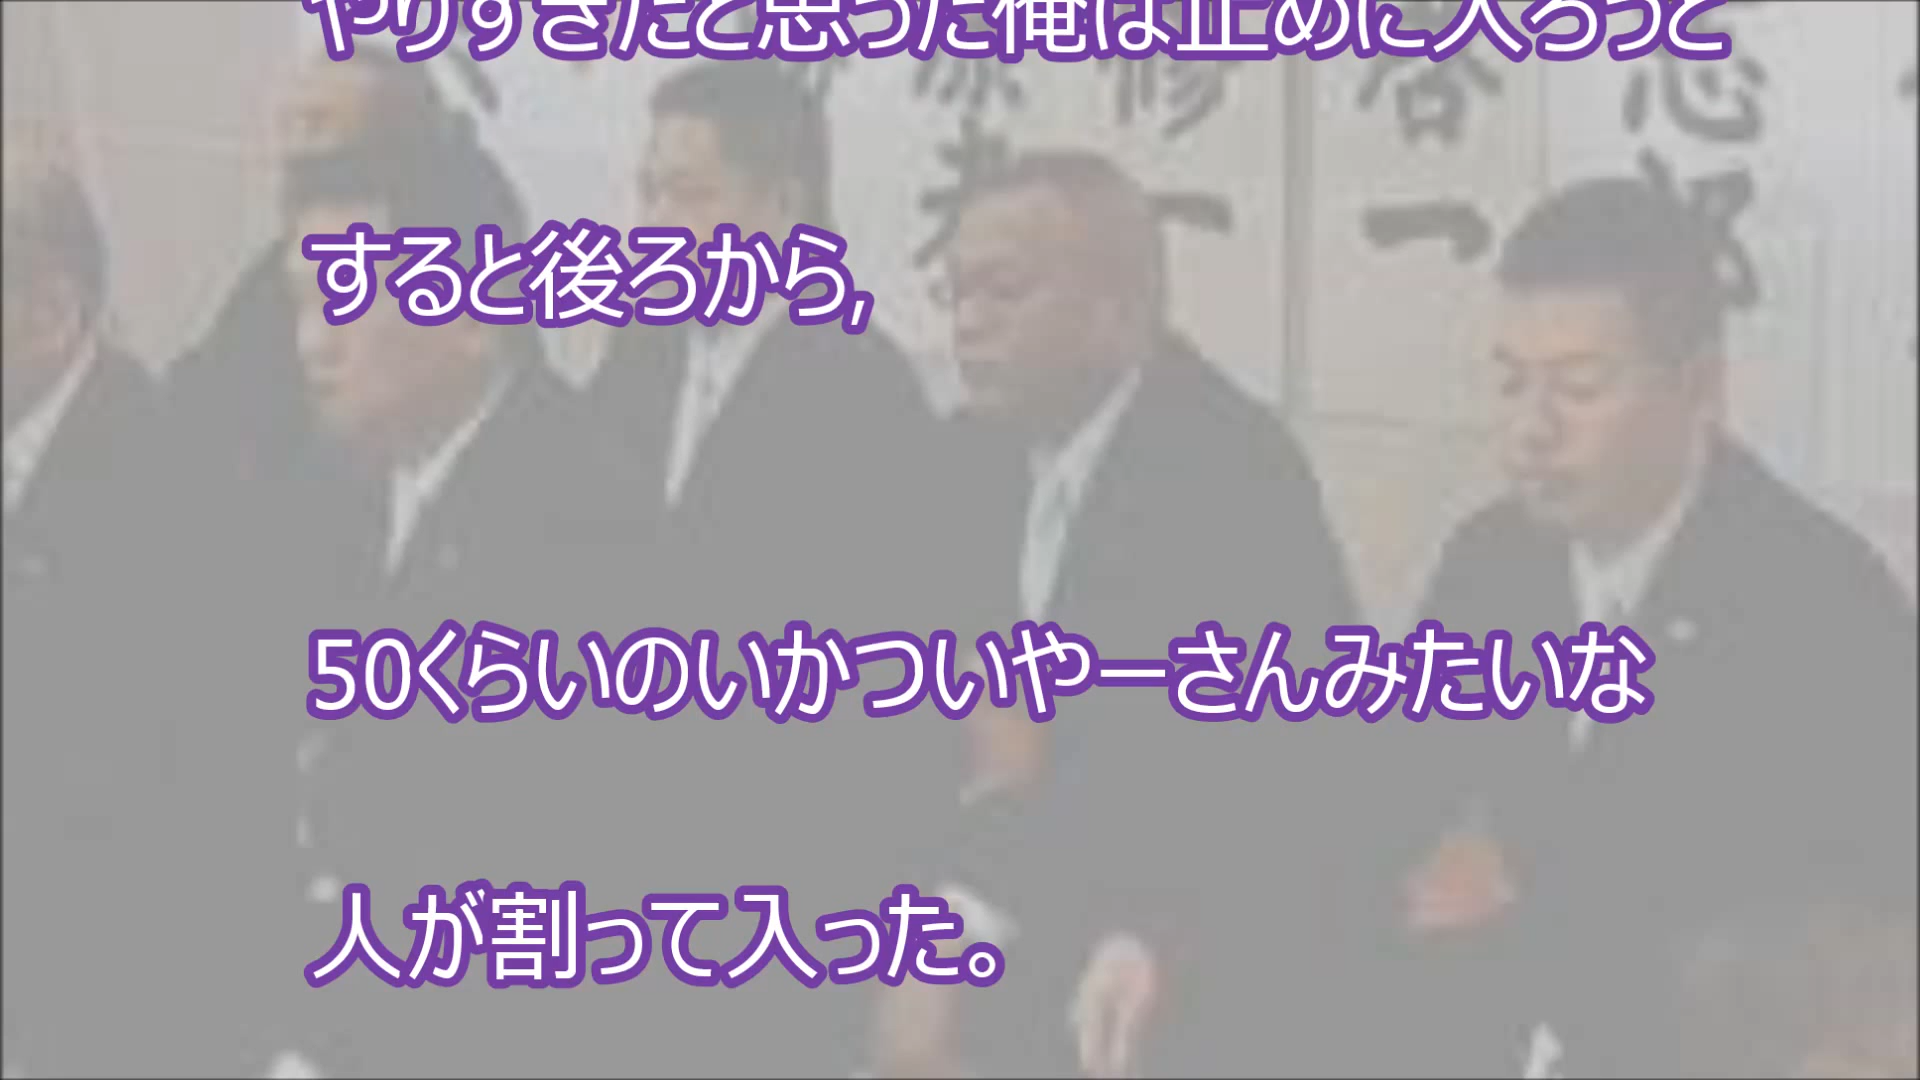 やりすぎだと思った俺は止めに入ろうと
すると後ろから,
50くらいのいかついやーさんみたいな
人が割って入った。